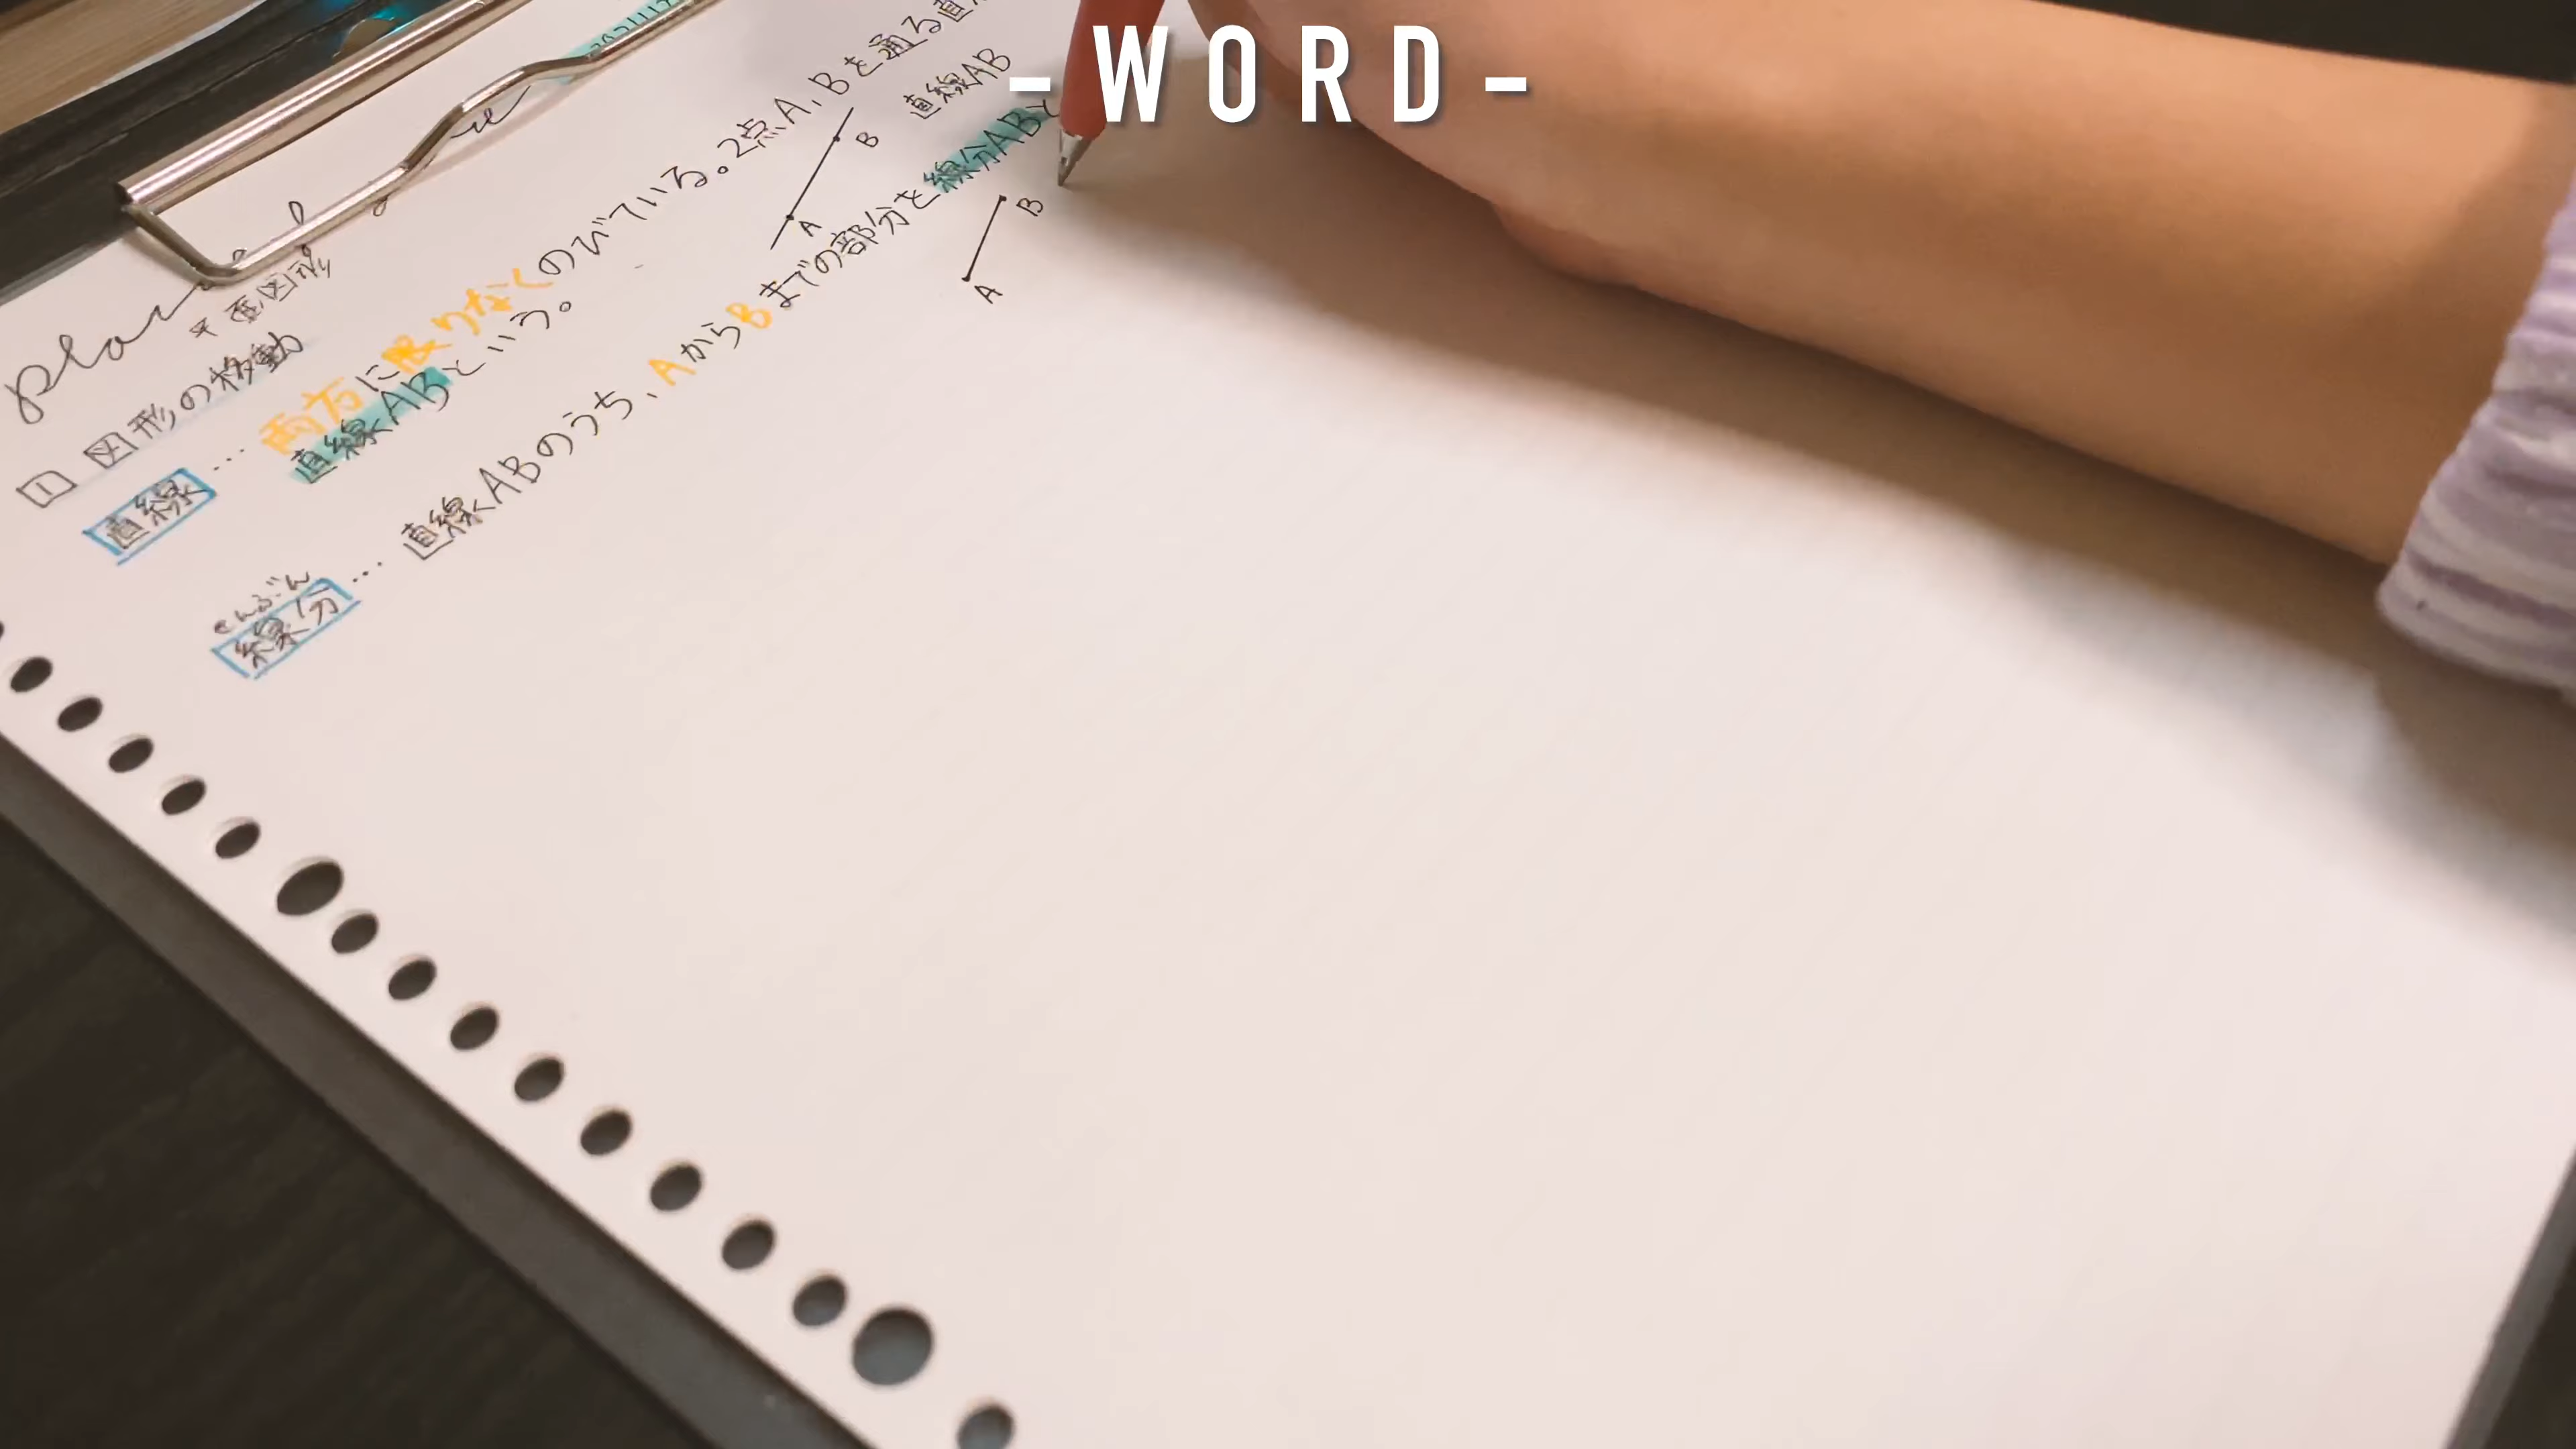 - WORD -
plane figure
平面図形
1 図形の移動
直線 … 両方に限りなくのびている。2点A、Bを通る直
直線ABという。
直線AB
A B
せんぶん
線分 … 直線ABのうち、AからBまでの部分を線分ABと
A B